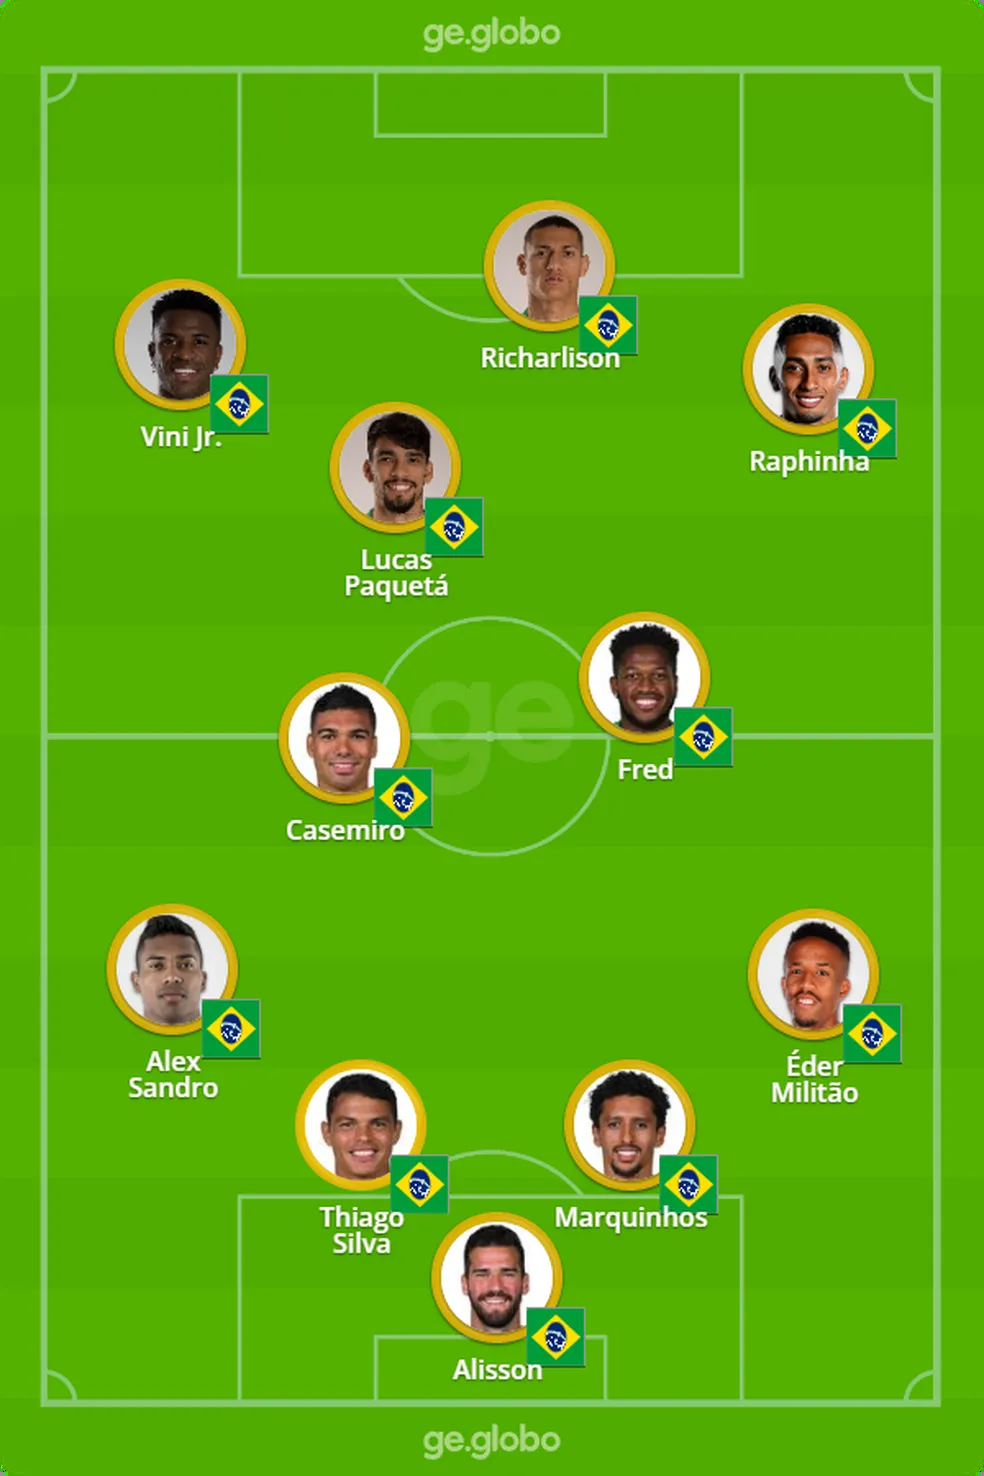 ge.globo
Richarlison
Vini Jr.
Raphinha
Lucas
Paquetá
ge
Fred
Casemiro
Alex
Sandro
Éder
Militão
Thiago
Silva
Marquinhos
Alisson
ge.globo